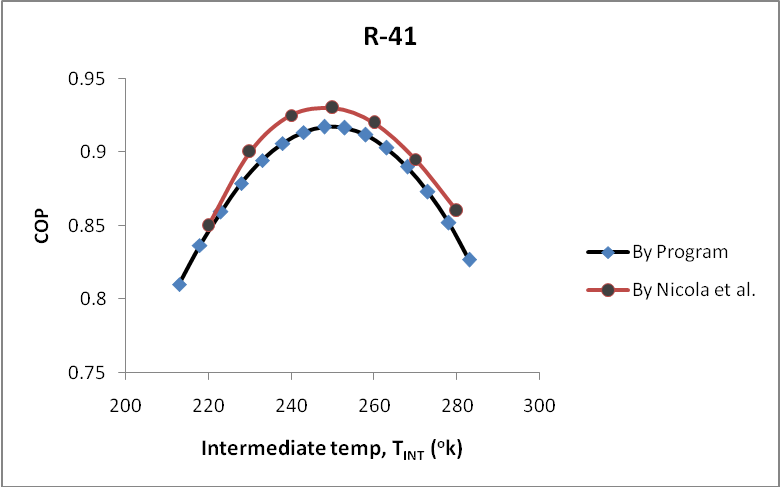 R-41
0.95
0.9
0.85
0.8
0.75
COP
200 220 240 260 280 300
Intermediate temp, TINT (ok)
By Program
By Nicola et al.